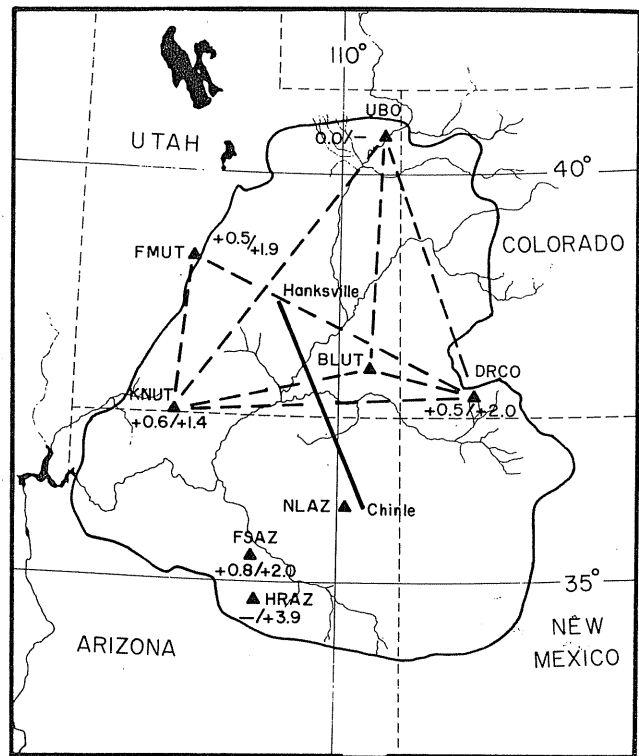 110°
UBO
UTAH
0.0/–
40°
+0.5/+1.9
COLORADO
FMUT
Hanksville
BLUT
DRCO
KNUT
+0.5/+2.0
+0.6/+1.4
NLAZ
Chinle
FSAZ
+0.8/+2.0
35°
HRAZ
–/+3.9
ARIZONA
NEW
MEXICO